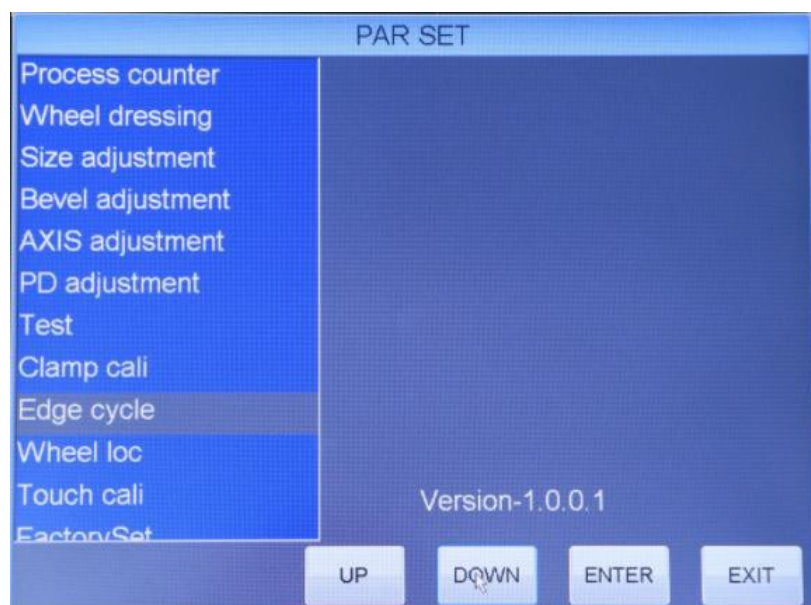 PAR SET
Process counter
Wheel dressing
Size adjustment
Bevel adjustment
AXIS adjustment
PD adjustment
Test
Clamp cali
Edge cycle
Wheel loc
Touch cali
FactorySet
Version-1.0.0.1
UP
DOWN
ENTER
EXIT